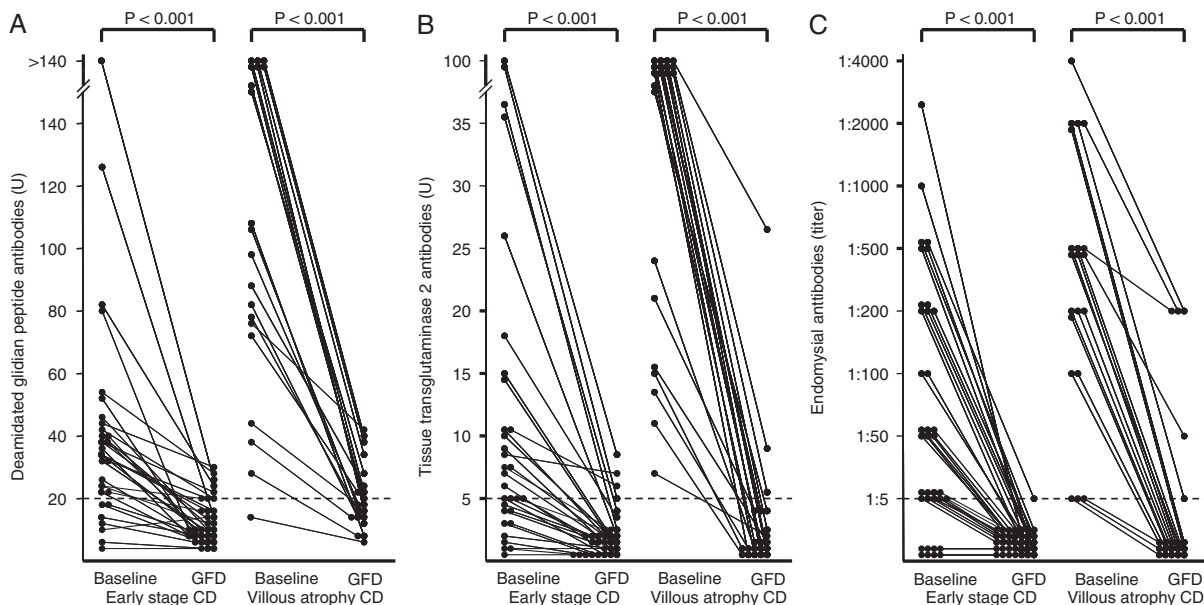 A
P < 0.001
P < 0.001
Deamidated glidian peptide antibodies (U)
>140
140
120
100
80
60
40
20
Baseline
GFD
Baseline
GFD
Early stage CD
Villous atrophy CD
B
P < 0.001
P < 0.001
Tissue transglutaminase 2 antibodies (U)
100
35
30
25
20
15
10
5
Baseline
GFD
Baseline
GFD
Early stage CD
Villous atrophy CD
C
P < 0.001
P < 0.001
Endomysial anttibodies (titer)
1:4000
1:2000
1:1000
1:500
1:200
1:100
1:50
1:5
Baseline
GFD
Baseline
GFD
Early stage CD
Villous atrophy CD